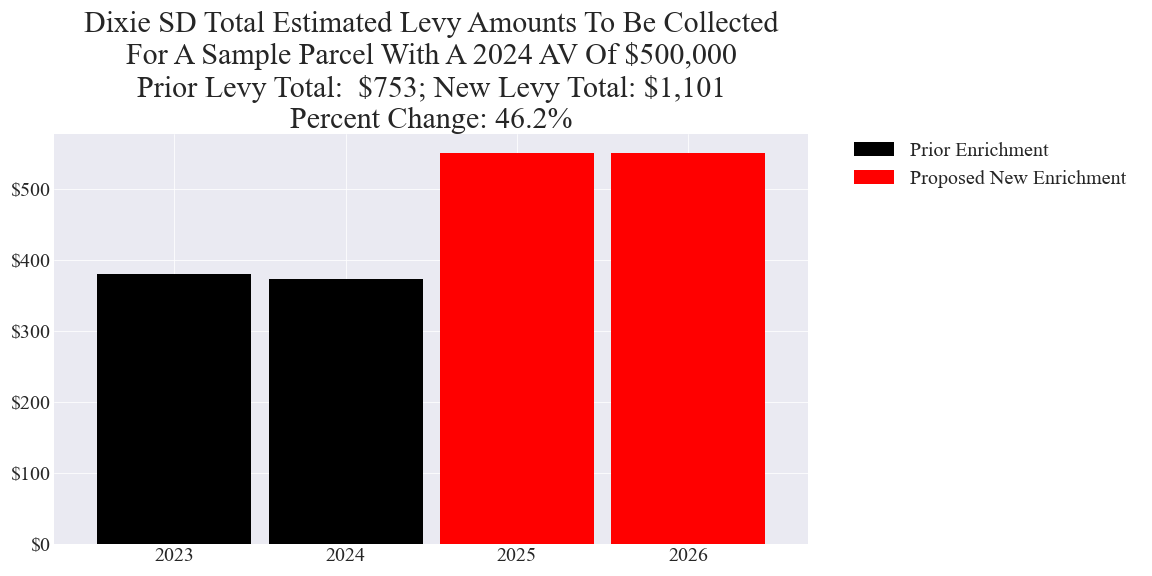 Dixie SD Total Estimated Levy Amounts To Be Collected
For A Sample Parcel With A 2024 AV Of $500,000
Prior Levy Total:  $753; New Levy Total: $1,101
Percent Change: 46.2%
Prior Enrichment
Proposed New Enrichment
$500
$400
$300
$200
$100
$0
2023
2024
2025
2026